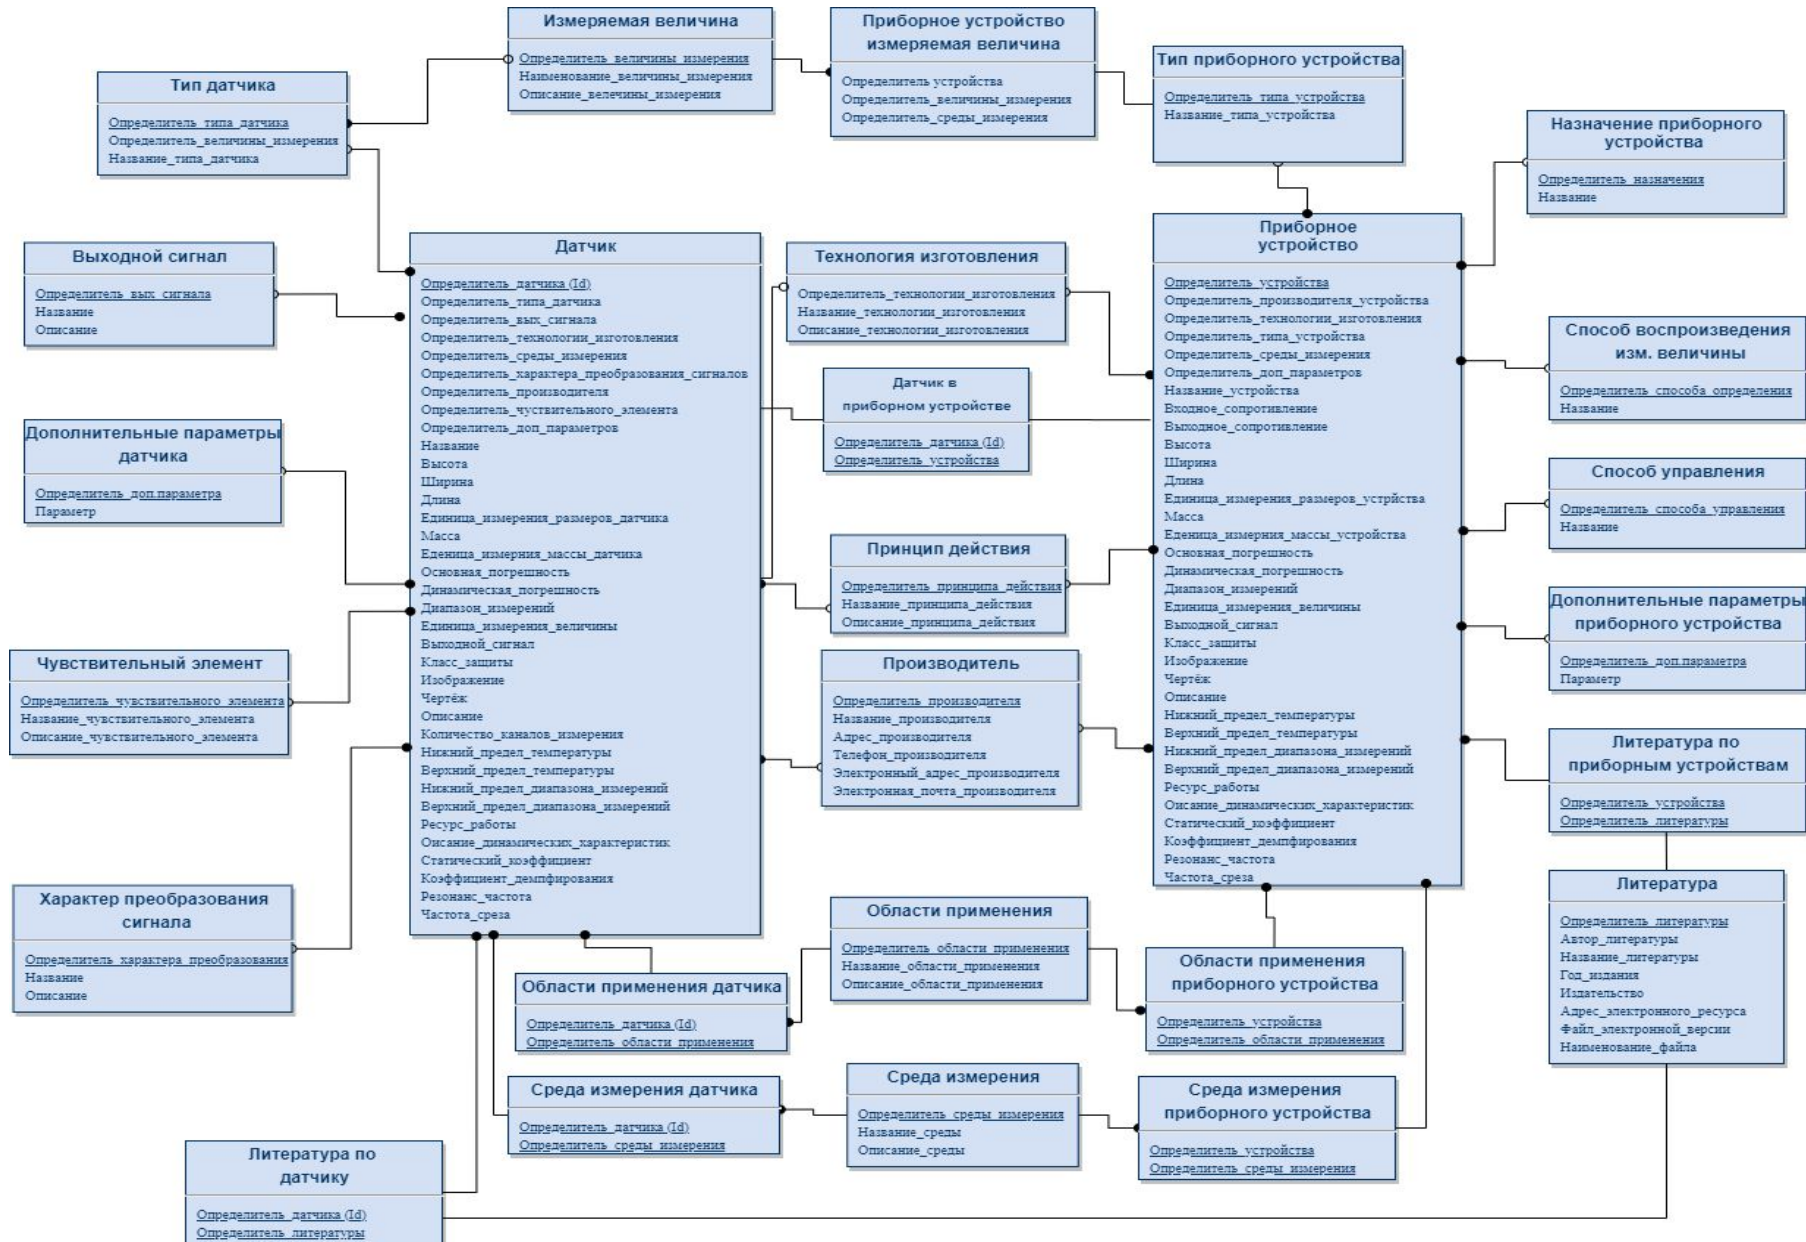 Измеряемая величина
Определитель_величины_измерения
Наименование_величины_измерения
Описание_велечины_измерения
Приборное устройство
измеряемая величина
Определитель устройства
Определитель_величины_измерения
Определитель_среды_измерения
Тип приборного устройства
Определитель_типа_устройства
Название_типа_устройства
Тип датчика
Определитель_типа_датчика
Определитель_величины_измерения
Название_типа_датчика
Назначение приборного
устройства
Определитель_назначения
Название
Выходной сигнал
Определитель_вых_сигнала
Название
Описание
Датчик
Определитель_датчика (Id)
Определитель_типа_датчика
Определитель_вых_сигнала
Определитель_технологии_изготовления
Определитель_среды_измерения
Определитель_характера_преобразования_сигналов
Определитель_производителя
Определитель_чуствительного_элемента
Определитель_доп_параметров
Название
Высота
Ширина
Длина
Единица_измерения_размеров_датчика
Масса
Еденица_измерния_массы_датчика
Основная_погрешность
Динамическая_погрешность
Диапазон_измерений
Единица_измерения_величины
Выходной_сигнал
Класс_защиты
Изображение
Чертёж
Описание
Количество_каналов_измерения
Нижний_предел_температуры
Верхний_предел_температуры
Нижний_предел_диапазона_измерений
Верхний_предел_диапазона_измерений
Ресурс_работы
Оисание_динамических_характеристик
Статический_коэффициент
Коэффициент_демпфирования
Резонанс_частота
Частота_среза
Технология изготовления
Определитель_технологии_изготовления
Название_технологии_изготовления
Описание_технологии_изготовления
Датчик в
приборном устройстве
Определитель_датчика (Id)
Определитель_устройства
Принцип действия
Определитель_принципа_действия
Название_принципа_действия
Описание_принципа_действия
Производитель
Определитель_производителя
Название_производителя
Адрес_производителя
Телефон_производителя
Электронный_адрес_производителя
Электронная_почта_производителя
Приборное
устройство
Определитель_устройства
Определитель_производителя_устройства
Определитель_технологии_изготовления
Определитель_типа_устройства
Определитель_среды_измерения
Определитель_доп_параметров
Название_устройства
Входное_сопротивление
Выходное_сопротивление
Высота
Ширина
Длина
Единица_измерения_размеров_устрйства
Масса
Еденица_измерния_массы_устройства
Основная_погрешность
Динамическая_погрешность
Диапазон_измерений
Единица_измерения_величины
Выходной_сигнал
Класс_защиты
Изображение
Чертёж
Описание
Нижний_предел_температуры
Верхний_предел_температуры
Нижний_предел_диапазона_измерений
Верхний_предел_диапазона_измерений
Ресурс_работы
Оисание_динамических_характеристик
Статический_коэффициент
Коэффициент_демпфирования
Резонанс_частота
Частота_среза
Способ воспроизведения
изм. величины
Определитель_способа_определения
Название
Способ управления
Определитель_способа_управления
Название
Дополнительные параметры
приборного устройства
Определитель_доп.параметра
Параметр
Литература по
приборным устройствам
Определитель_устройства
Определитель_литературы
Литература
Определитель_литературы
Автор_литературы
Название_литературы
Год_издания
Издательство
Адрес_электронного_ресурса
Файл_электронной_версии
Наименование_файла
Дополнительные параметры
датчика
Определитель_доп.параметра
Параметр
Чувствительный элемент
Определитель_чувствительного_элемента
Название_чувствительного_элемента
Описание_чувствительного_элемента
Характер преобразования
сигнала
Определитель_характера_преобразования
Название
Описание
Области применения датчика
Определитель_датчика (Id)
Определитель_области_применения
Области применения
Определитель_области_применения
Название_области_применения
Описание_области_применения
Области применения
приборного устройства
Определитель_устройства
Определитель_области_применения
Среда измерения датчика
Определитель_датчика (Id)
Определитель_среды_измерения
Среда измерения
Определитель_среды_измерения
Название_среды
Описание_среды
Среда измерения
приборного устройства
Определитель_устройства
Определитель_среды_измерения
Литература по
датчику
Определитель_датчика (Id)
Определитель_литературы